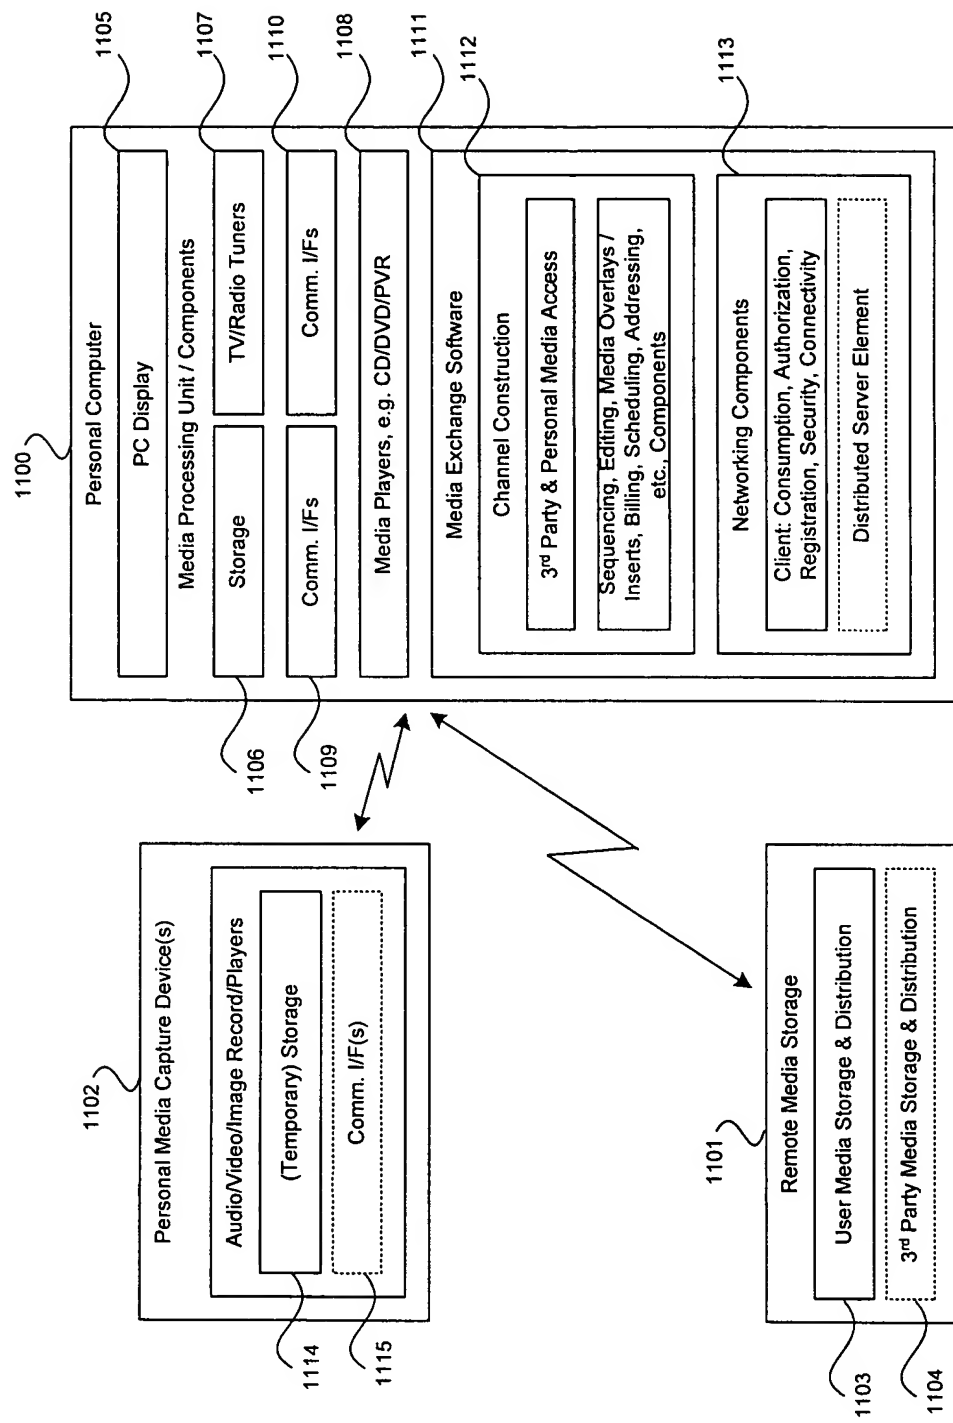 1100
Personal Computer
1105
PC Display
Media Processing Unit / Components
1106
Storage
TV/Radio Tuners
1107
1109
Comm. I/Fs
Comm. I/Fs
1110
Media Players, e.g. CD/DVD/PVR
1108
Media Exchange Software
1111
Channel Construction
1112
3rd Party & Personal Media Access
Sequencing, Editing, Media Overlays /
Inserts, Billing, Scheduling, Addressing,
etc., Components
Networking Components
1113
Client: Consumption, Authorization,
Registration, Security, Connectivity
Distributed Server Element
1102
Personal Media Capture Device(s)
Audio/Video/Image Record/Players
(Temporary) Storage
1114
Comm. I/F(s)
1115
1101
Remote Media Storage
User Media Storage & Distribution
1103
3rd Party Media Storage & Distribution
1104